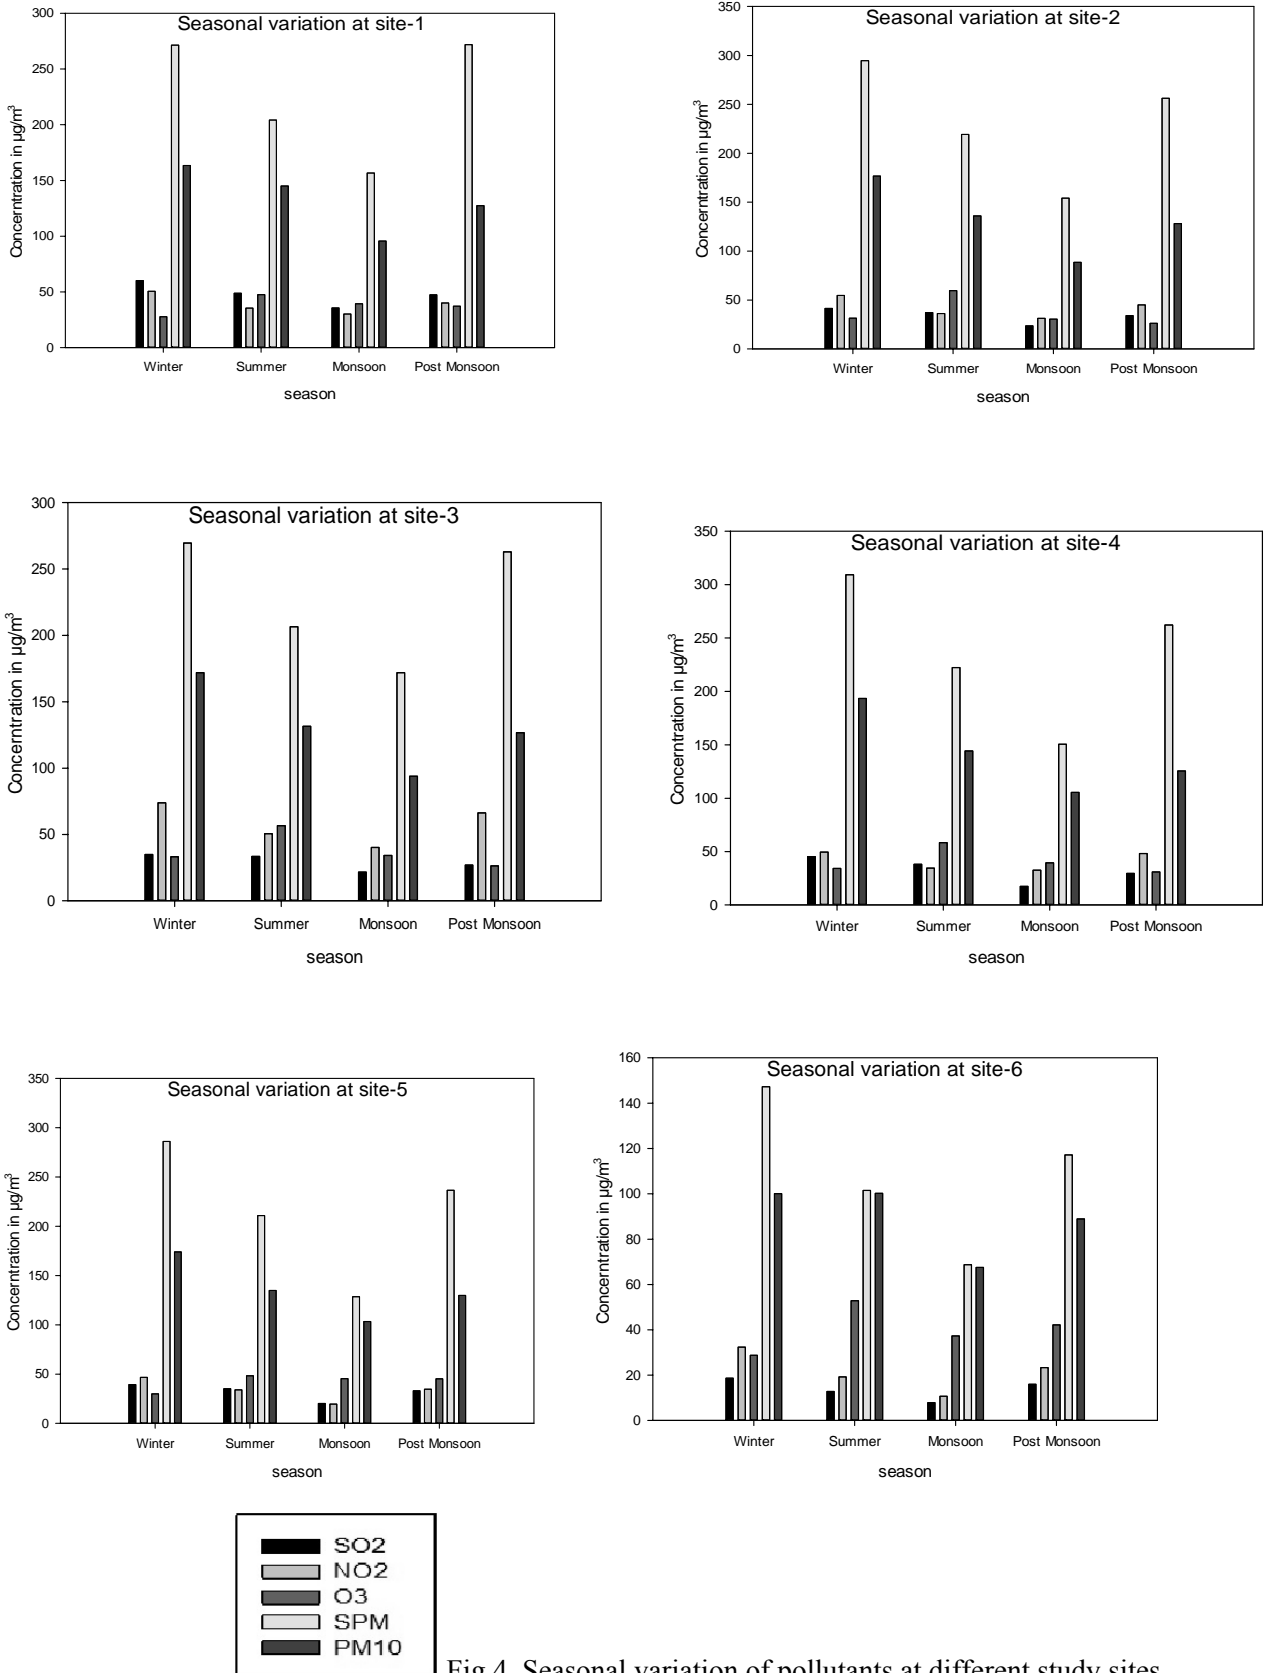 Seasonal variation at site-1
300
250
200
150
100
50
0
Concerntration in µg/m³
Winter Summer Monsoon Post Monsoon
season
Seasonal variation at site-2
350
300
250
200
150
100
50
0
Concerntration in µg/m³
Winter Summer Monsoon Post Monsoon
season
Seasonal variation at site-3
300
250
200
150
100
50
0
Concerntration in µg/m³
Winter Summer Monsoon Post Monsoon
season
Seasonal variation at site-4
350
300
250
200
150
100
50
0
Concerntration in µg/m³
Winter Summer Monsoon Post Monsoon
season
Seasonal variation at site-5
350
300
250
200
150
100
50
0
Concerntration in µg/m³
Winter Summer Monsoon Post Monsoon
season
Seasonal variation at site-6
160
140
120
100
80
60
40
20
0
Concerntration in µg/m³
Winter Summer Monsoon Post Monsoon
season
SO2
NO2
O3
SPM
PM10
Fig 4. Seasonal variation of pollutants at different study sites